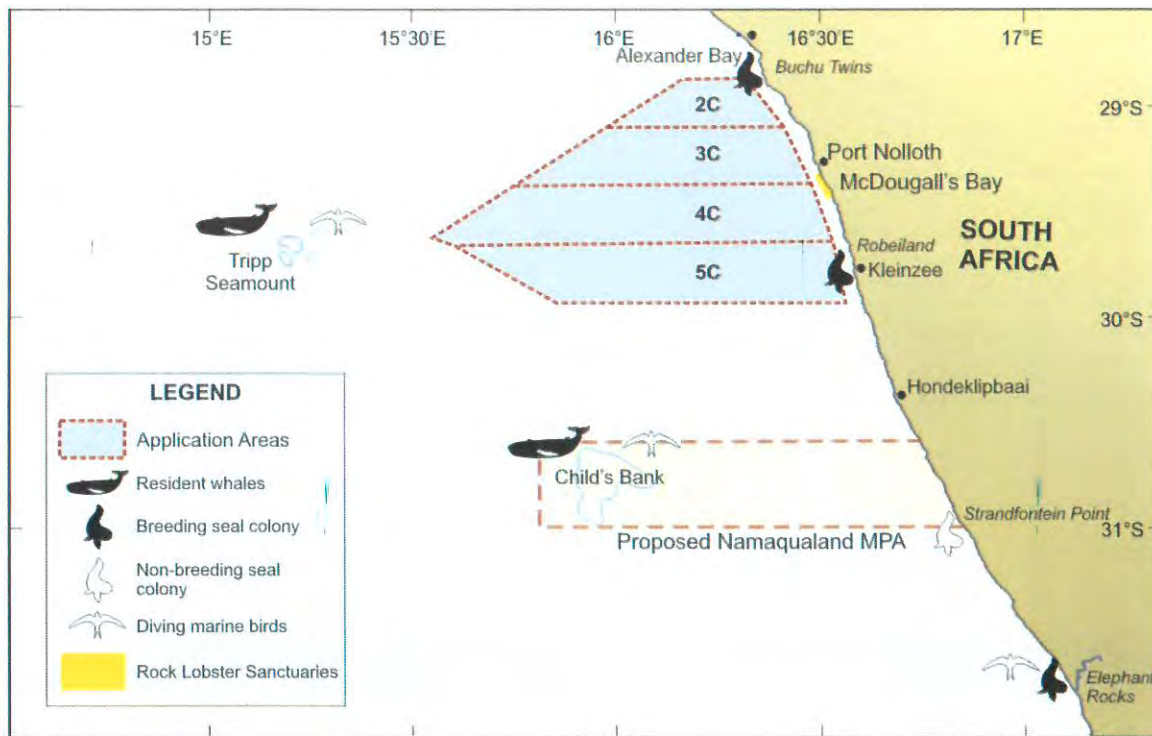 15°E
15°30'E
16°E
16°30'E
17°E
Alexander Bay
Buchu Twins
29°S
2C
3C
Port Nolloth
McDougall's Bay
4C
SOUTH
AFRICA
Robeiland
Kleinzee
5C
Tripp
Seamount
30°S
LEGEND
Application Areas
Resident whales
Breeding seal colony
Non-breeding seal
colony
Diving marine birds
Rock Lobster Sanctuaries
Hondeklipbaai
Child's Bank
Strandfontein Point
Proposed Namaqualand MPA
31°S
Elephant
Rocks